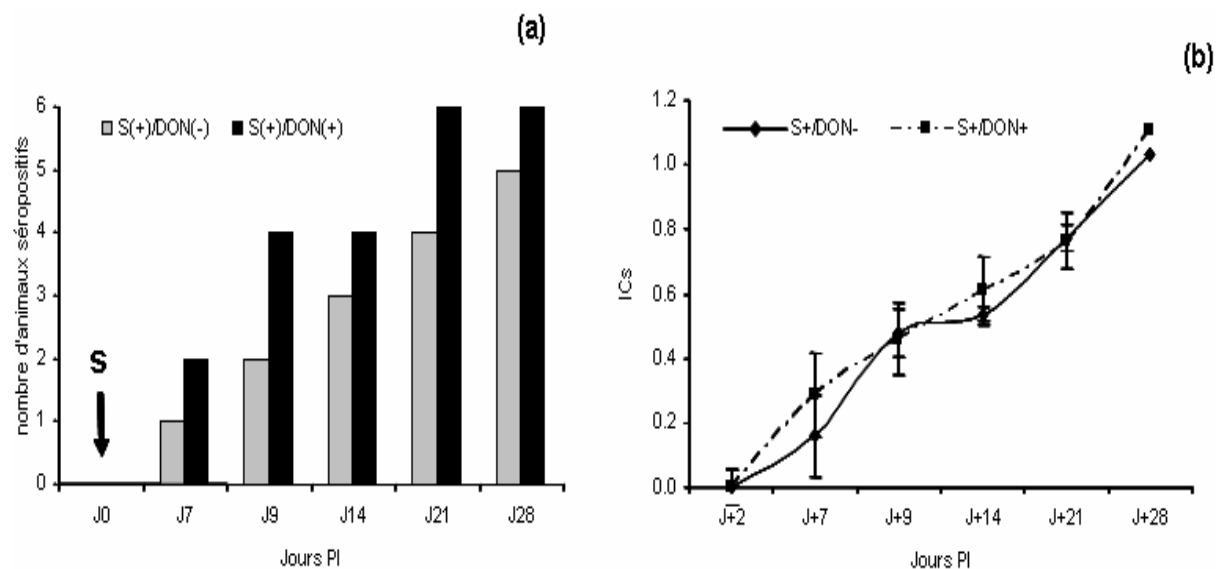 (a)
S(+)/DON(-) S(+)/DON(+)
nombre d'animaux séropositifs
6
5
4
3
2
1
0
S
J0 J7 J9 J14 J21 J28
Jours PI
(b)
S+/DON- S+/DON+
ICs
1.2
1.0
0.8
0.6
0.4
0.2
0.0
J+2 J+7 J+9 J+14 J+21 J+28
Jours PI